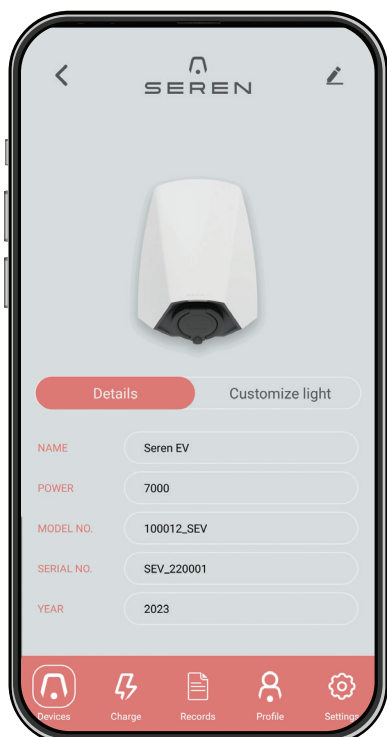 SEREN
Details Customize light
NAME Seren EV
POWER 7000
MODEL NO. 100012_SEV
SERIAL NO. SEV_220001
YEAR 2023
Devices Charge Records Profile Settings